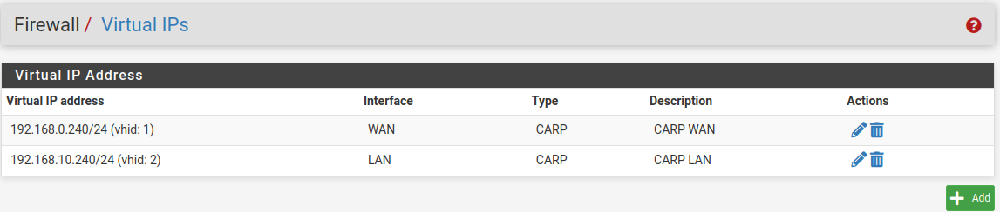 Firewall / Virtual IPs
Virtual IP Address
Virtual IP address Interface Type Description Actions
192.168.0.240/24 (vhid: 1) WAN CARP CARP WAN
192.168.10.240/24 (vhid: 2) LAN CARP CARP LAN
Add